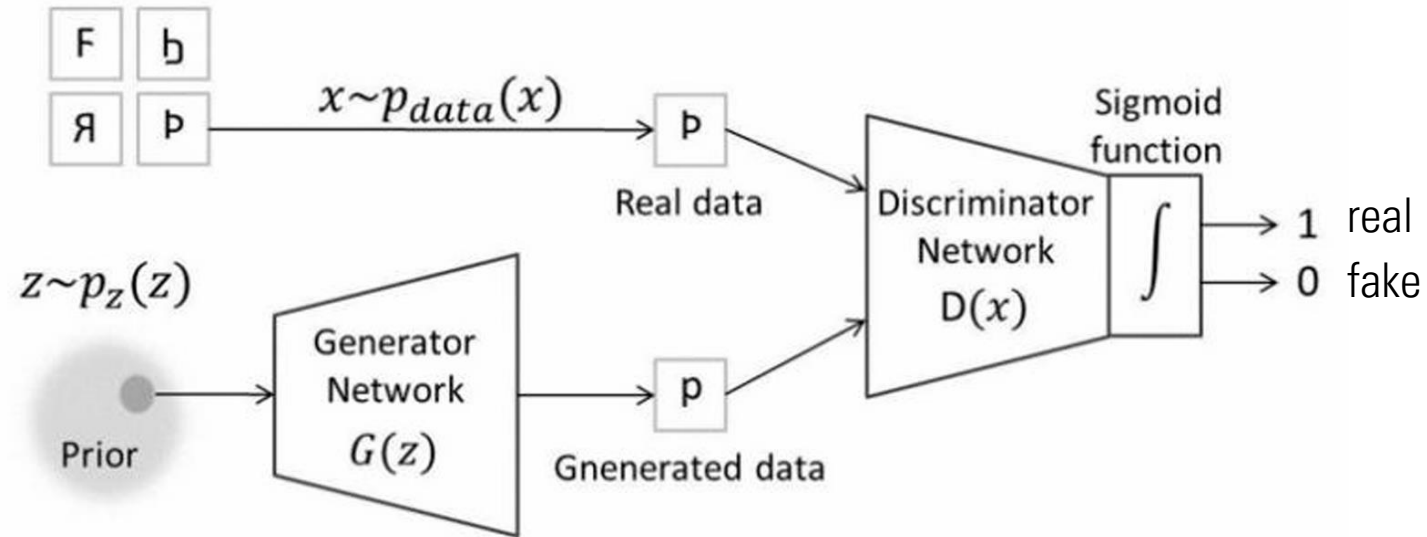 F ђ
Я Þ
x~p_data(x)
Þ
Real data
z~p_z(z)
Prior
Generator
Network
G(z)
p
Gnenerated data
Discriminator
Network
D(x)
Sigmoid
function
∫
1 real
0 fake